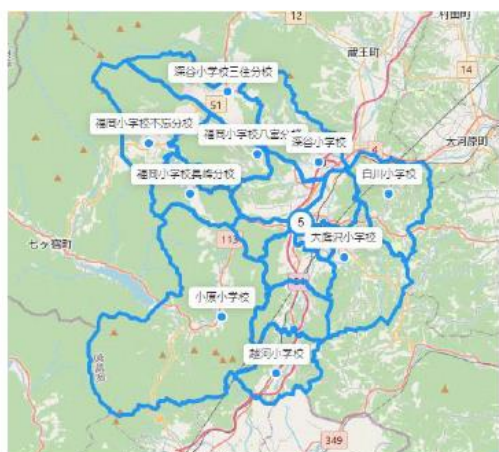 12
村田町
蔵王町
14
深谷小学校三住分校
51
4
大河原町
福岡小学校不忘分校
福岡小学校八宮分校
深谷小学校
福岡小学校長峰分校
白川小学校
5
七ヶ宿町
113
大鷹沢小学校
小原小学校
越河小学校
349